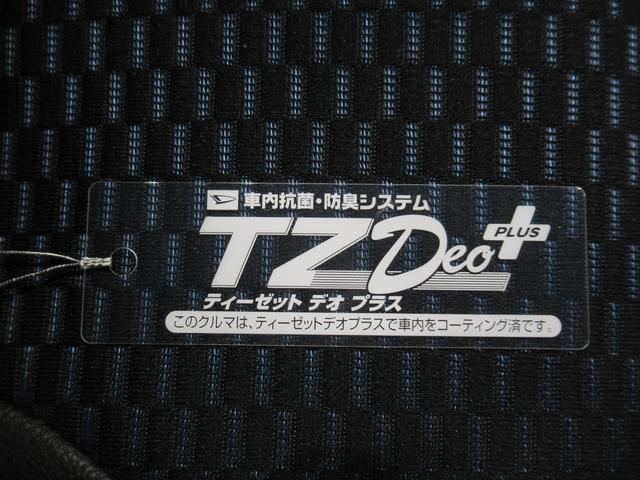 車内抗菌・防臭システム
TZ Deo PLUS
ティーゼット デオ プラス
このクルマは、ティーゼットデオプラスで車内をコーティング済です。